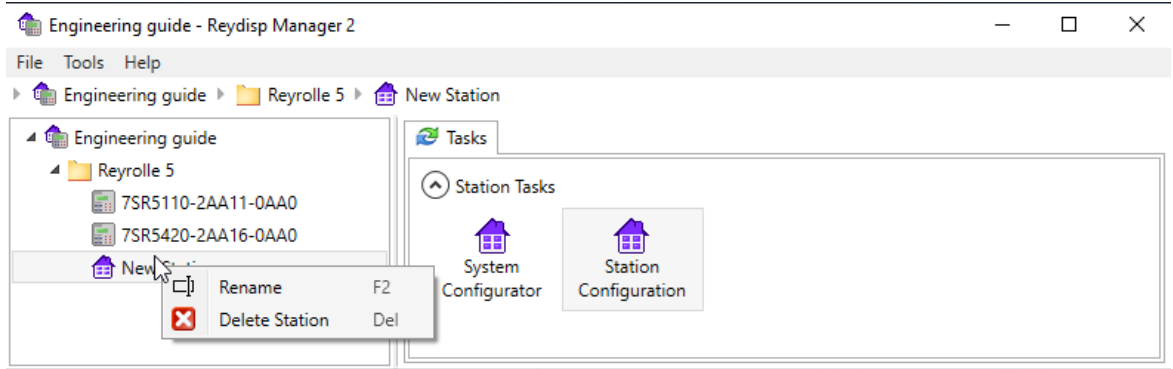 Engineering guide - Reydisp Manager 2
File Tools Help
Engineering guide Reyrolle 5 New Station
Engineering guide
Reyrolle 5
7SR5110-2AA11-0AA0
7SR5420-2AA16-0AA0
New
Rename F2
Delete Station Del
Tasks
Station Tasks
System
Configurator
Station
Configuration